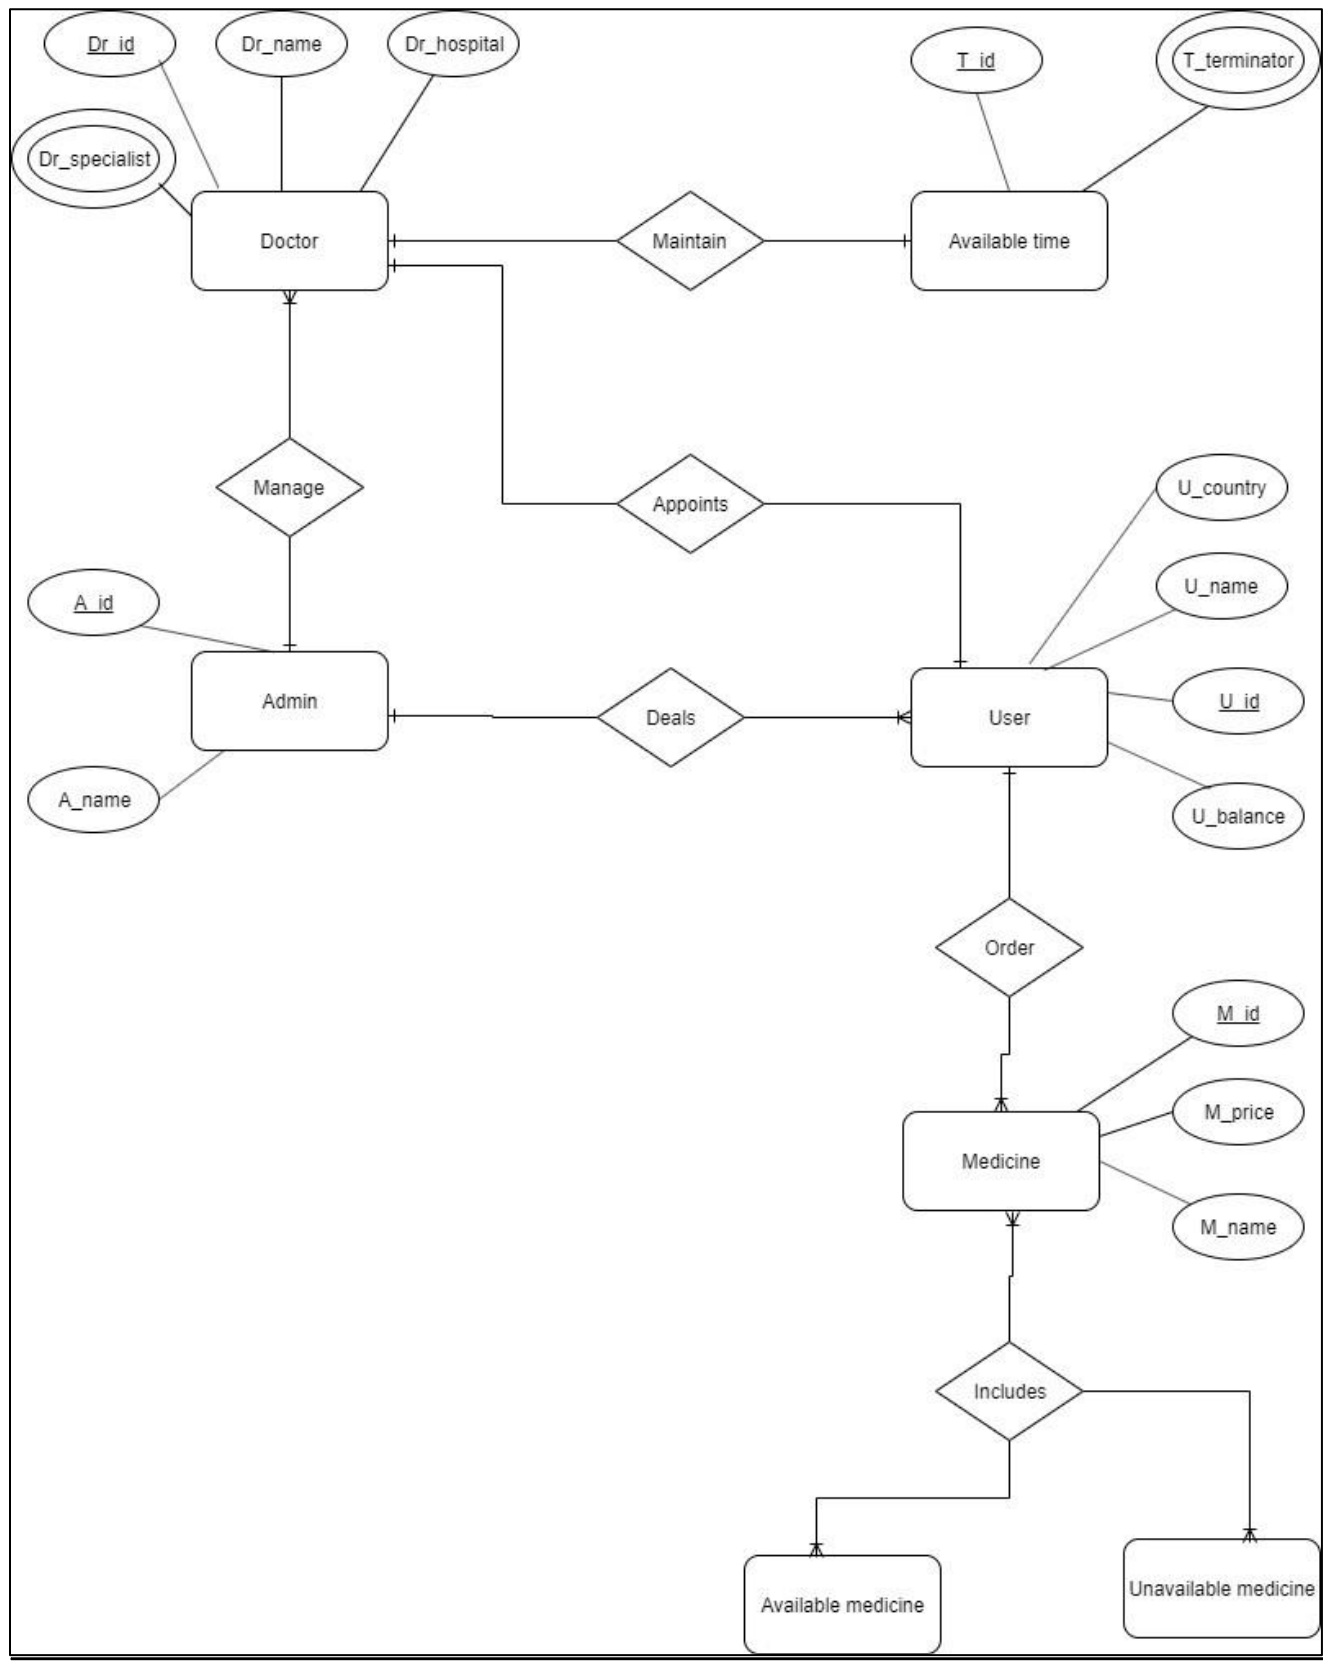 Dr_id
Dr_name
Dr_hospital
T_id
T_terminator
Dr_specialist
Doctor
Maintain
Available time
Manage
Appoints
U_country
U_name
A_id
Admin
Deals
User
U_id
A_name
U_balance
Order
M_id
M_price
Medicine
M_name
Includes
Available medicine
Unavailable medicine